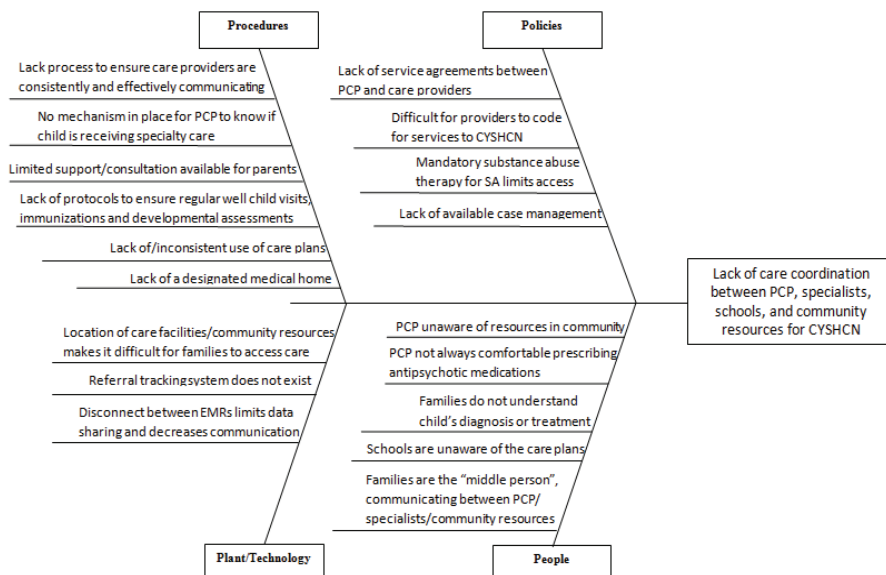 Procedures
Policies
Lack process to ensure care providers are
consistently and effectively communicating
No mechanism in place for PCP to know if
child is receiving specialty care
Limited support/consultation available for parents
Lack of protocols to ensure regular well child visits,
immunizations and developmental assessments
Lack of/inconsistent use of care plans
Lack of a designated medical home
Lack of service agreements between
PCP and care providers
Difficult for providers to code
for services to CYSHCN
Mandatory substance abuse
therapy for SA limits access
Lack of available case management
Lack of care coordination
between PCP, specialists,
schools, and community
resources for CYSHCN
Location of care facilities/community resources
makes it difficult for families to access care
Referral tracking system does not exist
Disconnect between EMRs limits data
sharing and decreases communication
PCP unaware of resources in community
PCP not always comfortable prescribing
antipsychotic medications
Families do not understand
child's diagnosis or treatment
Schools are unaware of the care plans
Families are the “middle person”,
communicating between PCP/
specialists/community resources
Plant/Technology
People